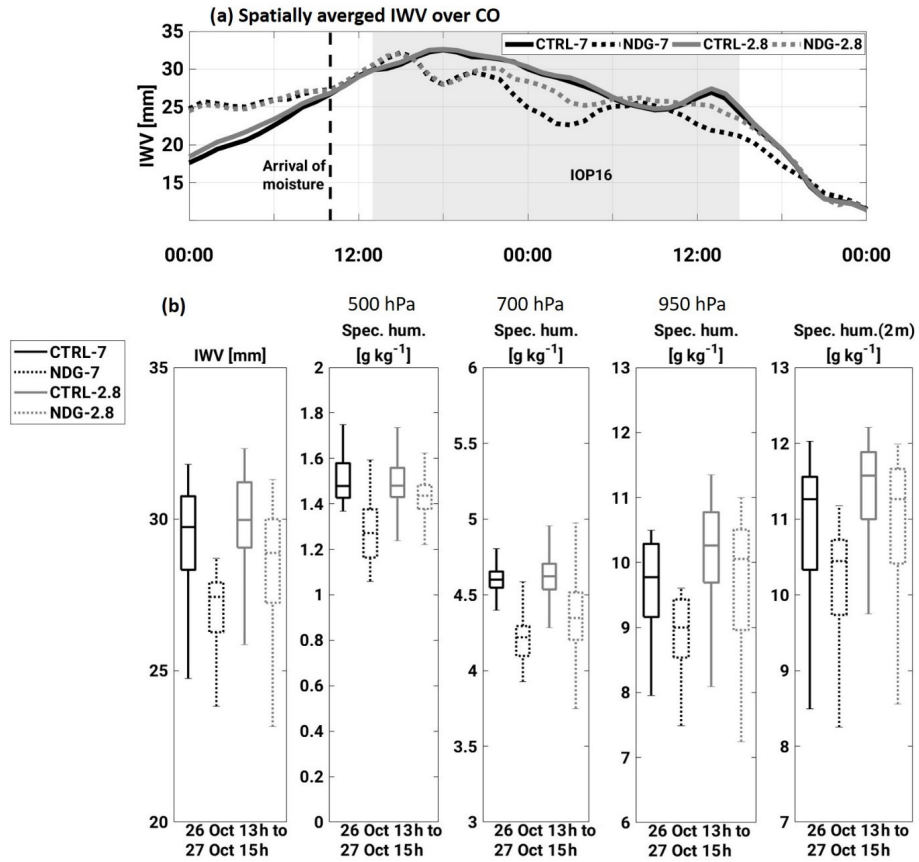 (a) Spatially averged IWV over CO
35
30
25
20
15
IWV [mm]
CTRL-7 NDG-7 CTRL-2.8 NDG-2.8
Arrival of
moisture
IOP16
00:00 12:00 00:00 12:00 00:00
(b)
CTRL-7
NDG-7
CTRL-2.8
NDG-2.8
IWV [mm]
35
30
25
20
26 Oct 13h to
27 Oct 15h
500 hPa
Spec. hum.
[g kg⁻¹]
2
1.8
1.6
1.4
1.2
1
0.8
0.6
0.4
0.2
0
26 Oct 13h to
27 Oct 15h
700 hPa
Spec. hum.
[g kg⁻¹]
6
5.5
5
4.5
4
3.5
3
26 Oct 13h to
27 Oct 15h
950 hPa
Spec. hum.
[g kg⁻¹]
13
12
11
10
9
8
7
6
26 Oct 13h to
27 Oct 15h
Spec. hum.(2m)
[g kg⁻¹]
13
12
11
10
9
8
7
26 Oct 13h to
27 Oct 15h